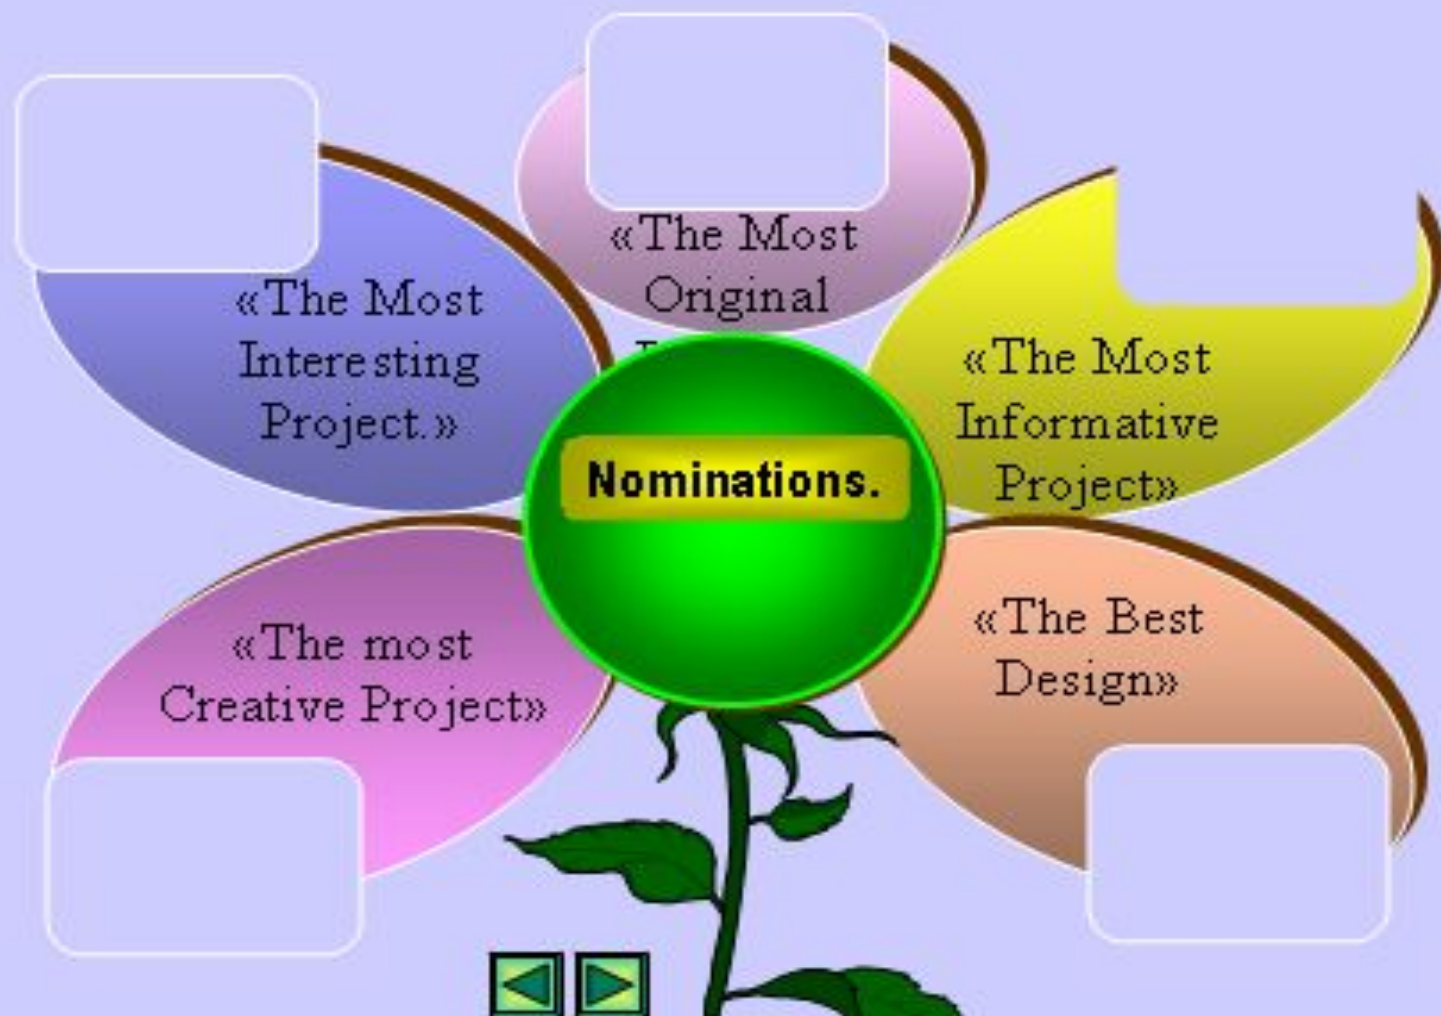 «The Most
Original
«The Most
Interesting
Project.»
«The Most
Informative
Project»
Nominations.
«The most
Creative Project»
«The Best
Design»